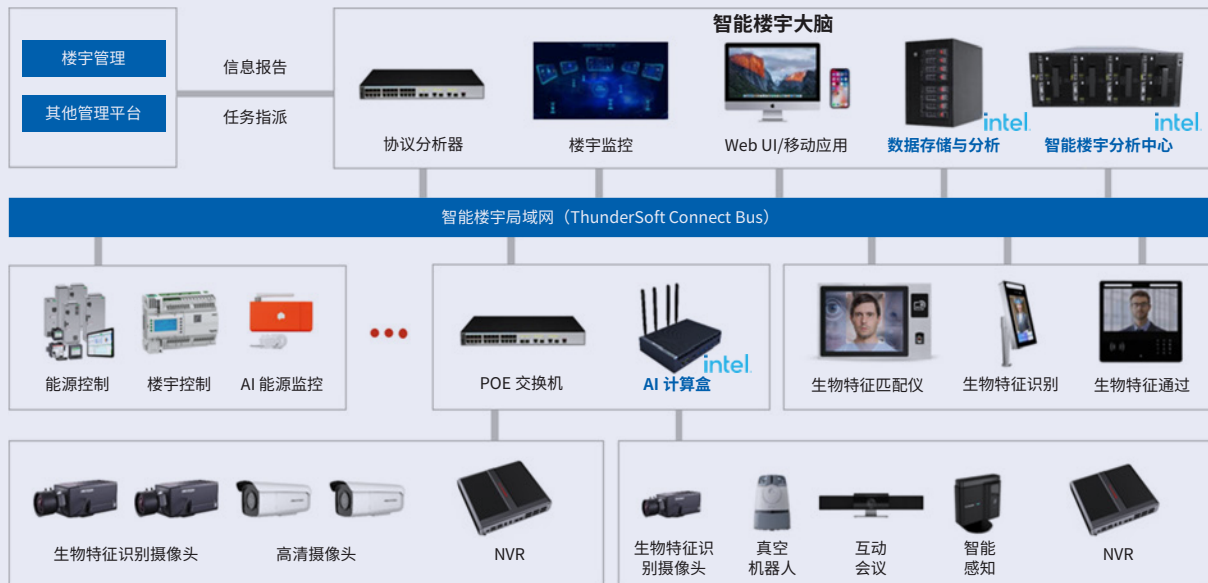 智能楼宇大脑
楼宇管理
其他管理平台
信息报告
任务指派
协议分析器
楼宇监控
Web UI/移动应用
intel.
数据存储与分析
intel.
智能楼宇分析中心
智能楼宇局域网（ThunderSoft Connect Bus）
能源控制
楼宇控制
AI 能源监控
POE 交换机
intel.
AI 计算盒
生物特征匹配仪
生物特征识别
生物特征通过
生物特征识别摄像头
高清摄像头
NVR
生物特征识
别摄像头
真空
机器人
互动
会议
智能
感知
NVR